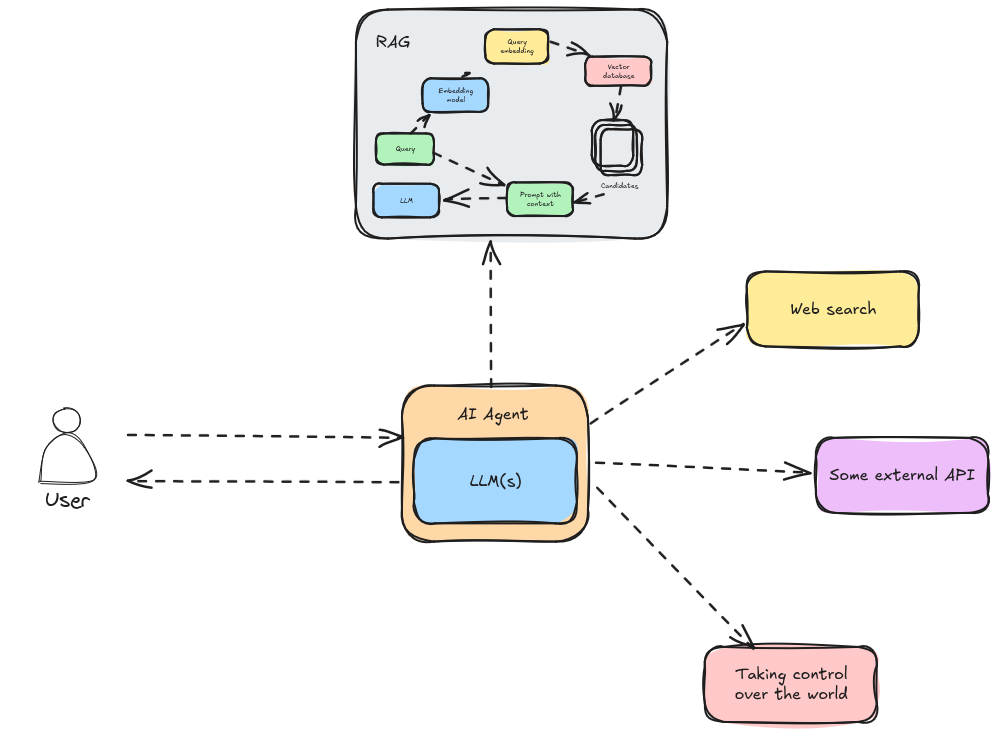 RAG
Query
embedding
Vector
database
Embedding
model
Query
Candidates
LLM
Prompt with
context
Web search
AI Agent
LLM(s)
User
Some external API
Taking control
over the world